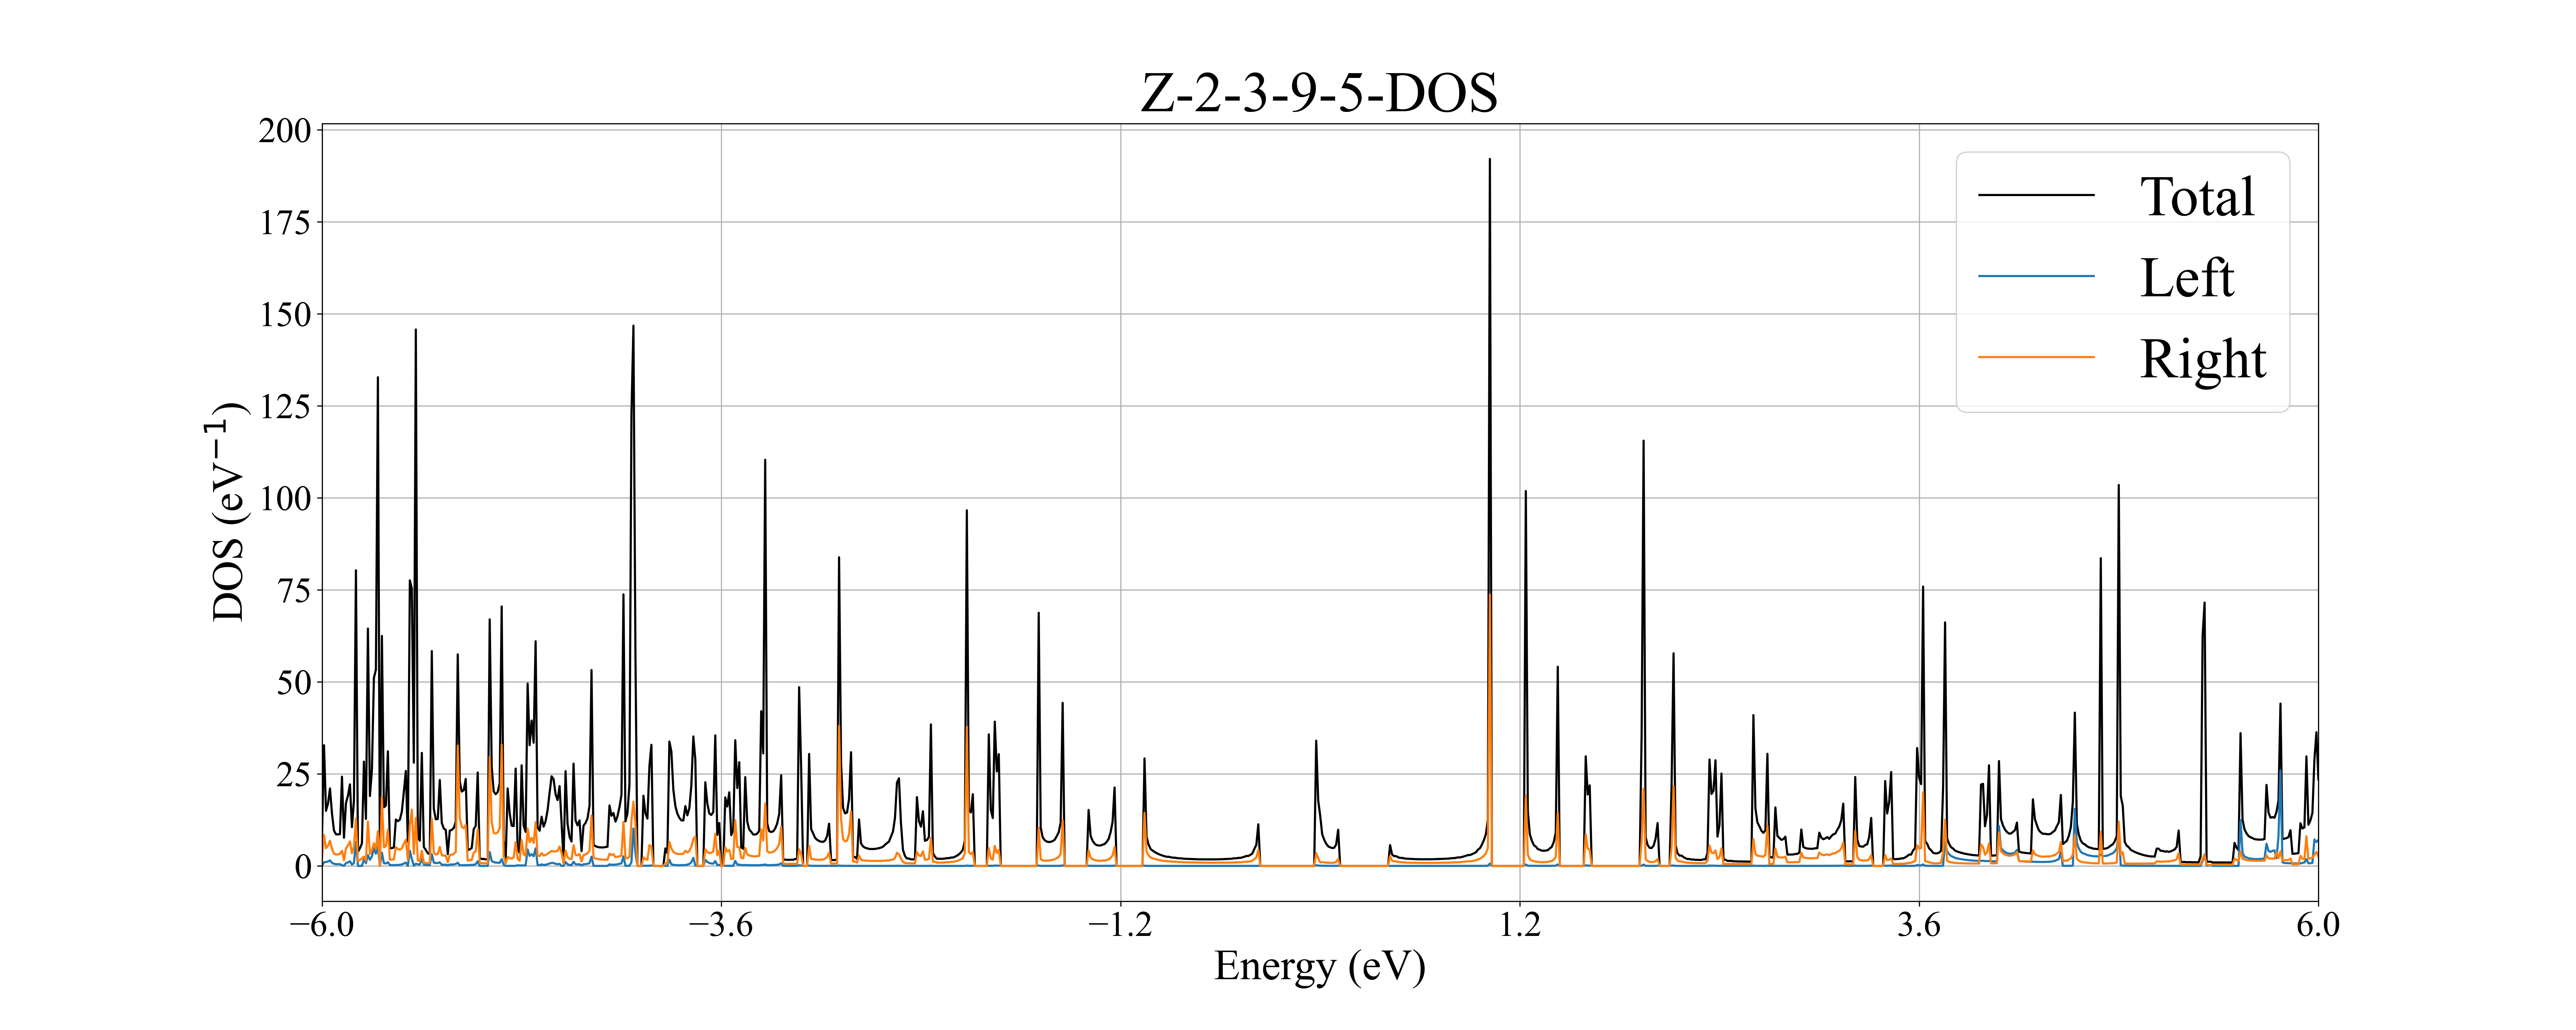 Z-2-3-9-5-DOS
200
175
150
125
100
75
50
25
0
DOS (eV⁻¹)
Total
Left
Right
−6.0 −3.6 −1.2 1.2 3.6 6.0
Energy (eV)